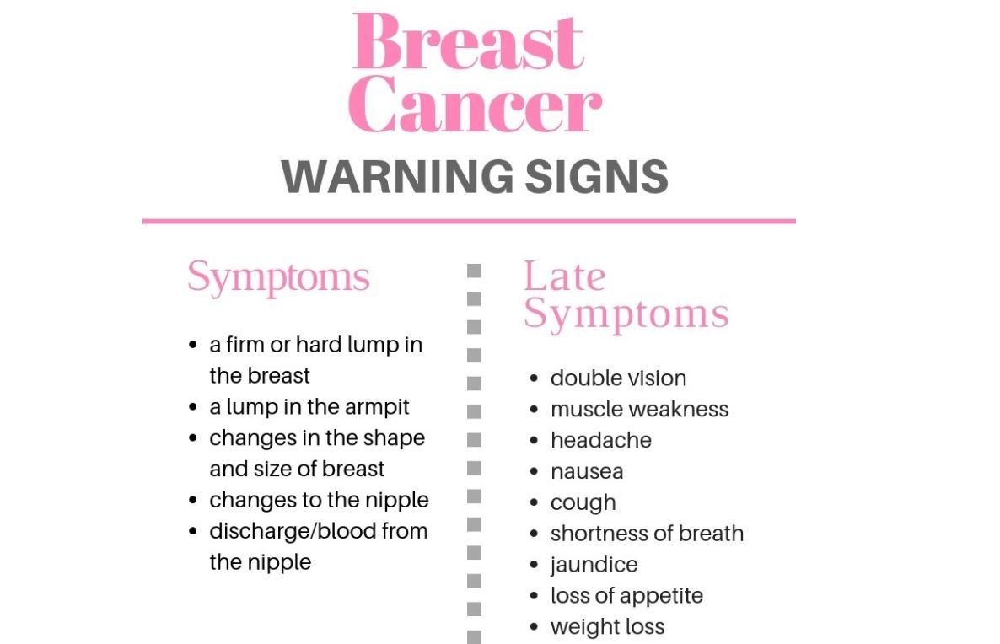 Breast
Cancer
WARNING SIGNS
Symptoms
• a firm or hard lump in
the breast
• a lump in the armpit
• changes in the shape
and size of breast
• changes to the nipple
• discharge/blood from
the nipple
Late
Symptoms
• double vision
• muscle weakness
• headache
• nausea
• cough
• shortness of breath
• jaundice
• loss of appetite
• weight loss